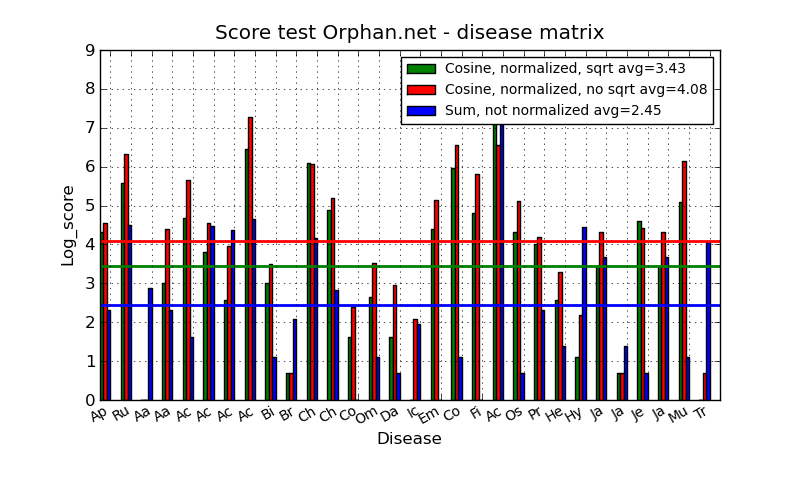 Score test Orphan.net - disease matrix
9
8
7
6
5
4
3
2
1
0
Log_score
Cosine, normalized, sqrt avg=3.43
Cosine, normalized, no sqrt avg=4.08
Sum, not normalized avg=2.45
Ap Ru Aa Aa Ac Ac Ac Ac Bi Br Ch Ch Co Om Da Ic Em Co Fi Ac Os Pr He Hy Ja Ja Je Ja Mu Tr
Disease